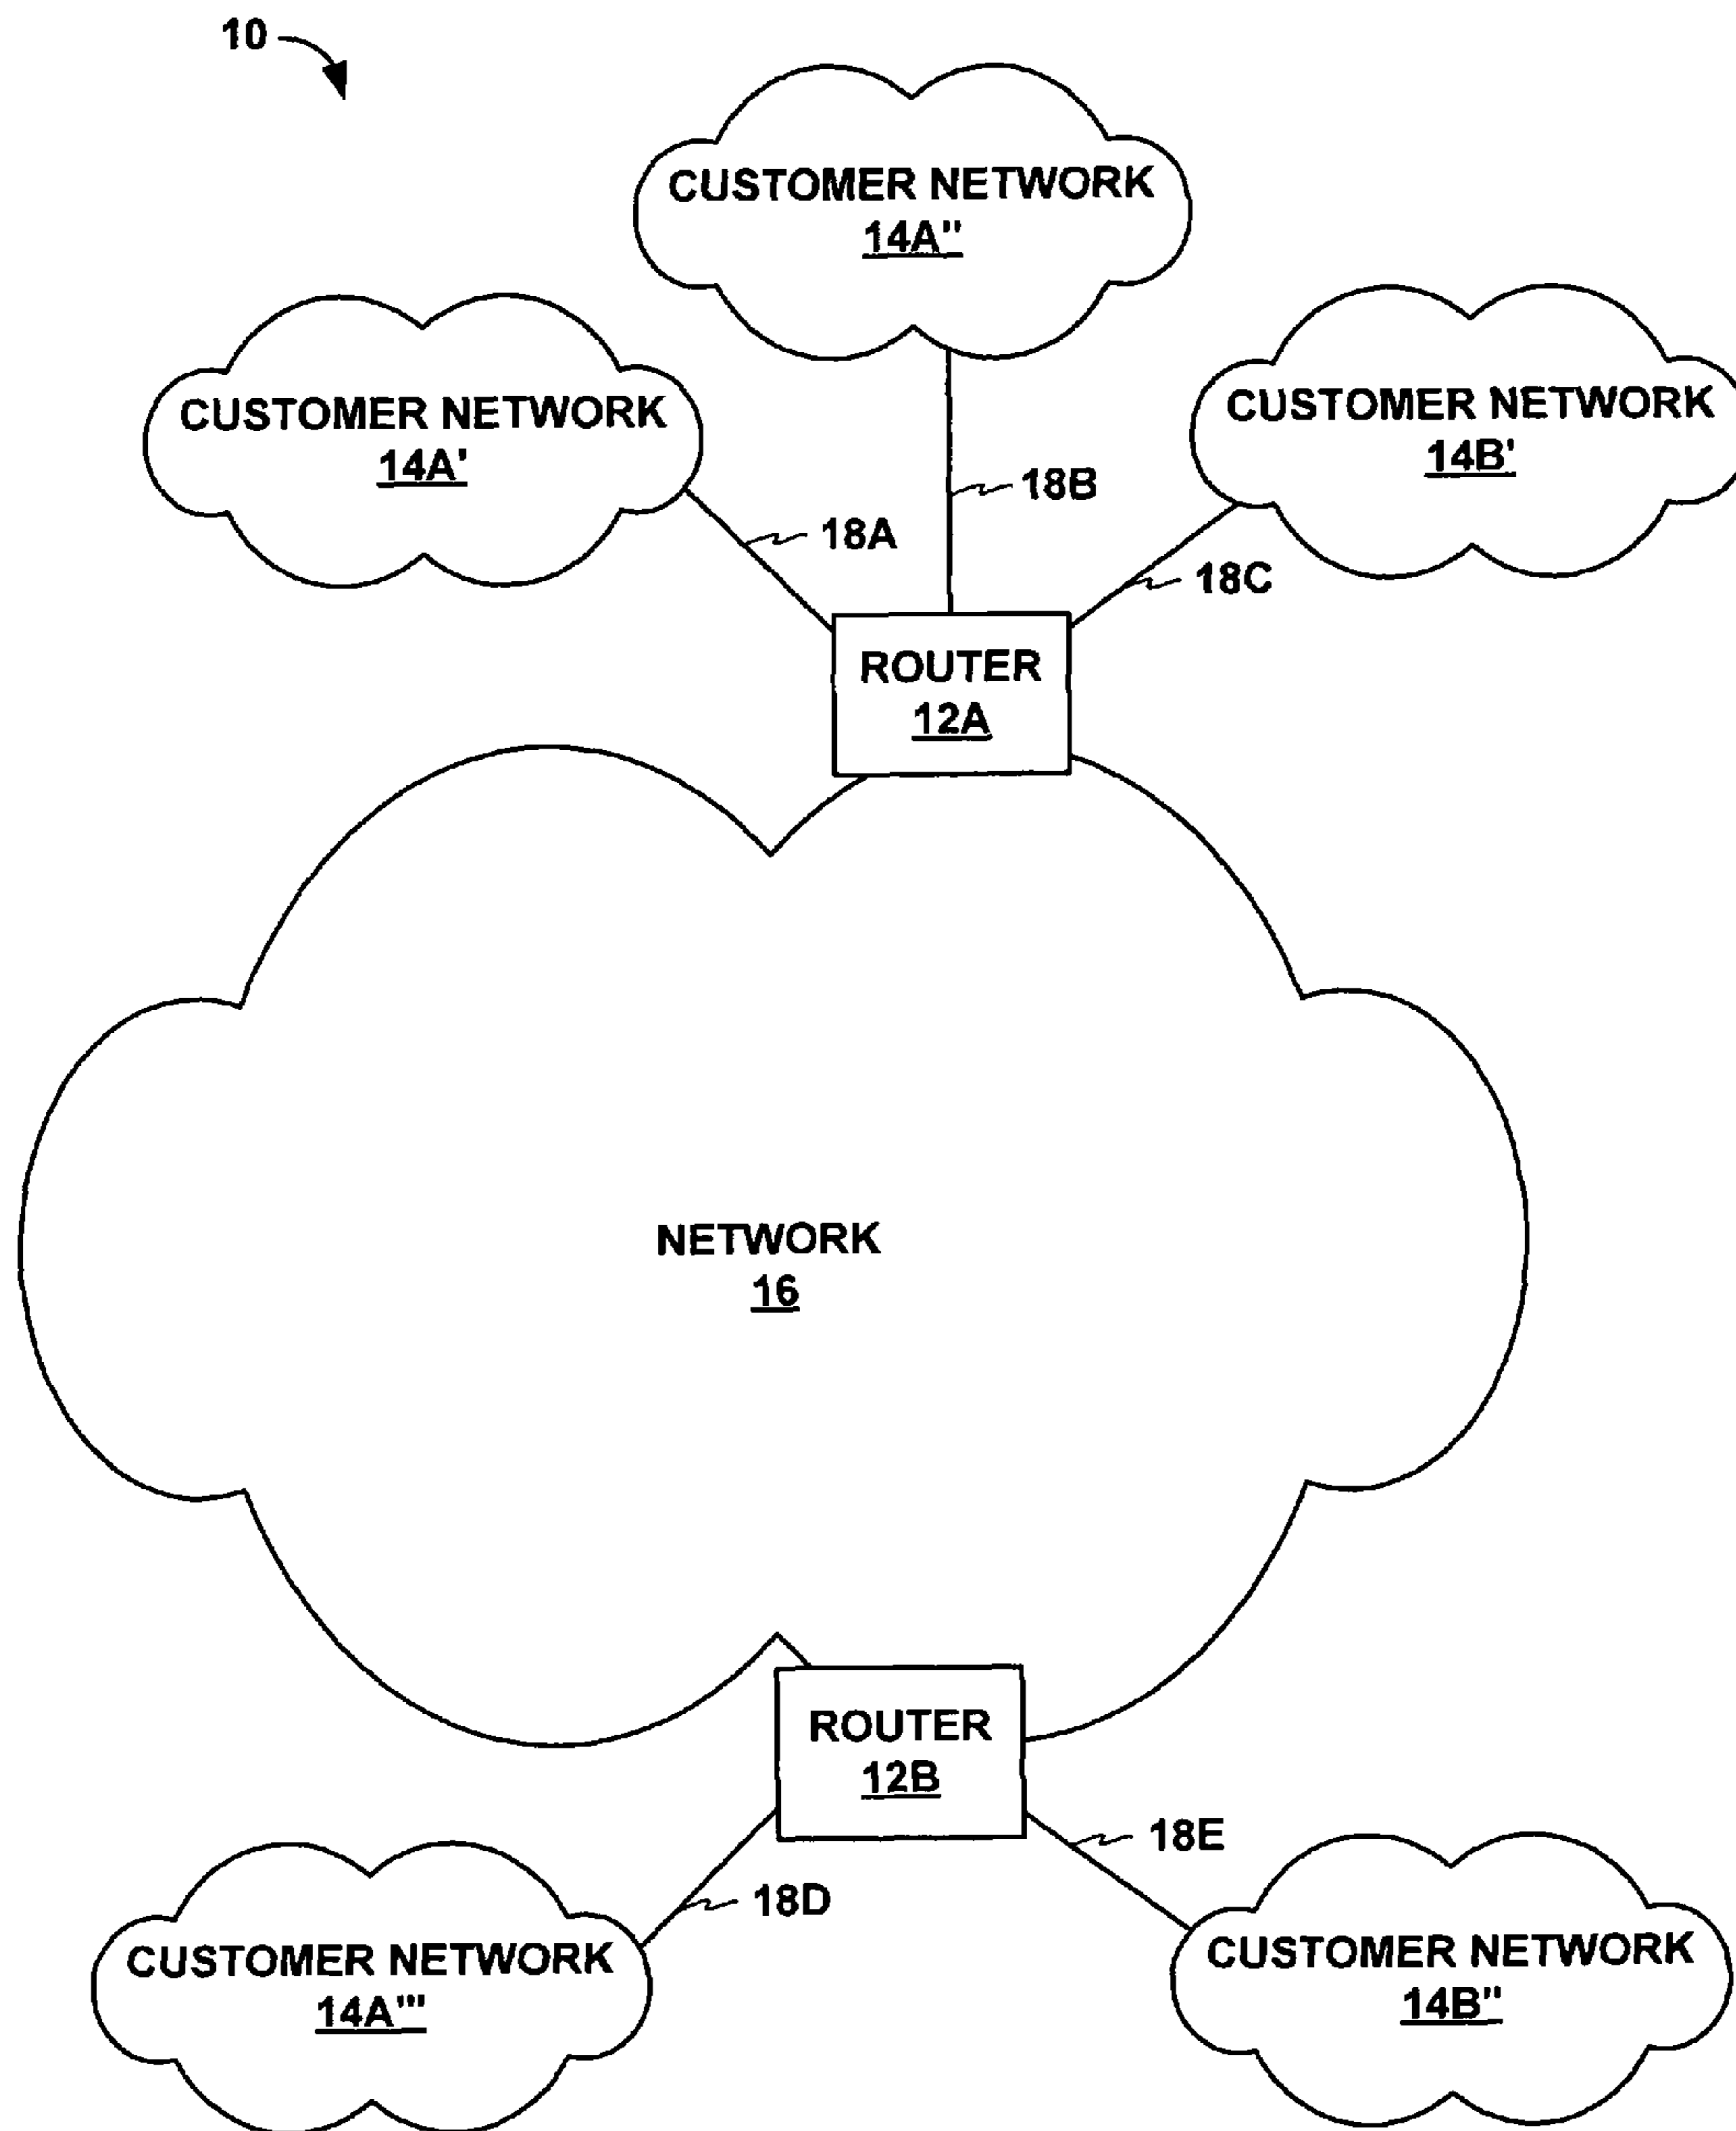 10
CUSTOMER NETWORK
14A"
CUSTOMER NETWORK
14A'
CUSTOMER NETWORK
14B'
18B
18A
18C
ROUTER
12A
NETWORK
16
ROUTER
12B
18E
18D
CUSTOMER NETWORK
14A'''
CUSTOMER NETWORK
14B"